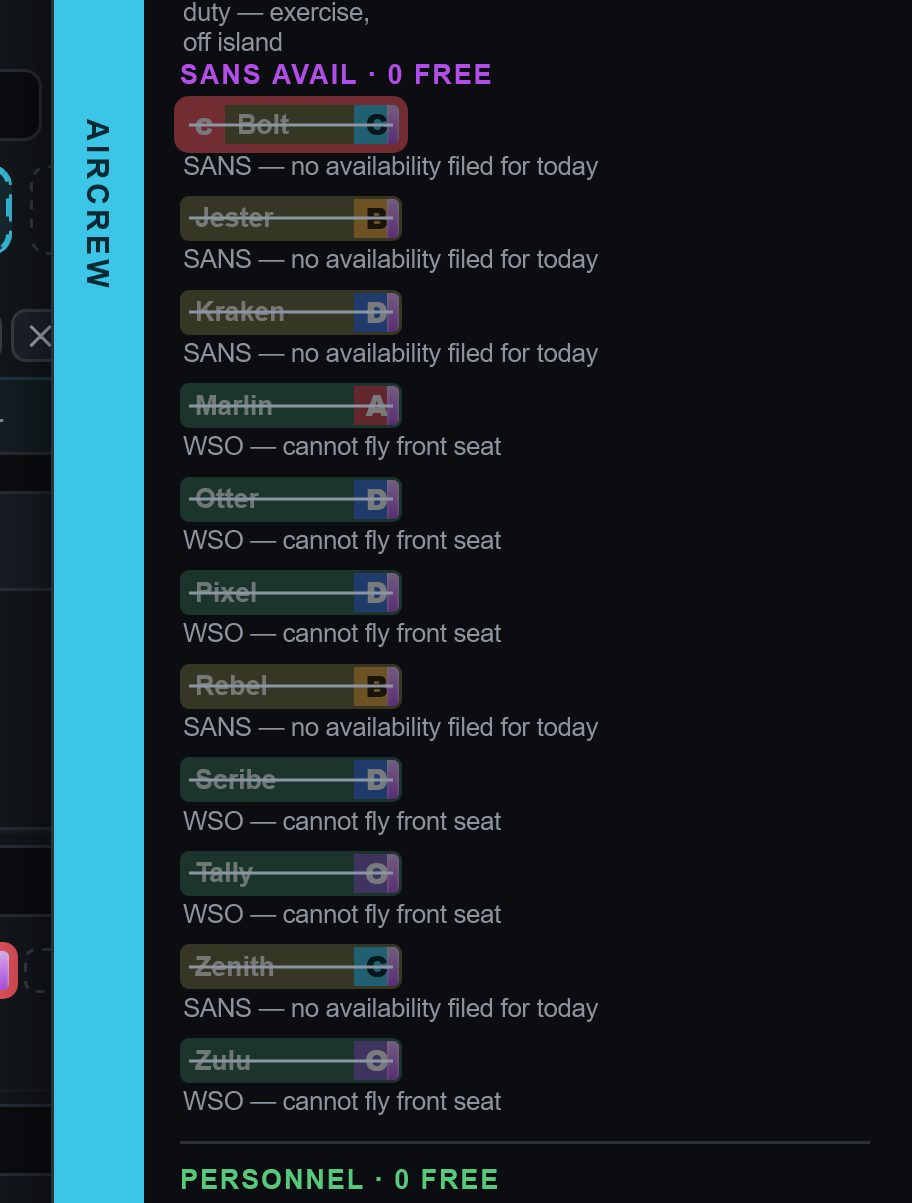 duty — exercise,
off island
SANS AVAIL · 0 FREE
c Bolt C
SANS — no availability filed for today
Jester B
SANS — no availability filed for today
Kraken D
SANS — no availability filed for today
Marlin A
WSO — cannot fly front seat
Otter D
WSO — cannot fly front seat
Pixel D
WSO — cannot fly front seat
Rebel B
SANS — no availability filed for today
Scribe D
WSO — cannot fly front seat
Tally O
WSO — cannot fly front seat
Zenith C
SANS — no availability filed for today
Zulu O
WSO — cannot fly front seat
PERSONNEL · 0 FREE
AIRCREW